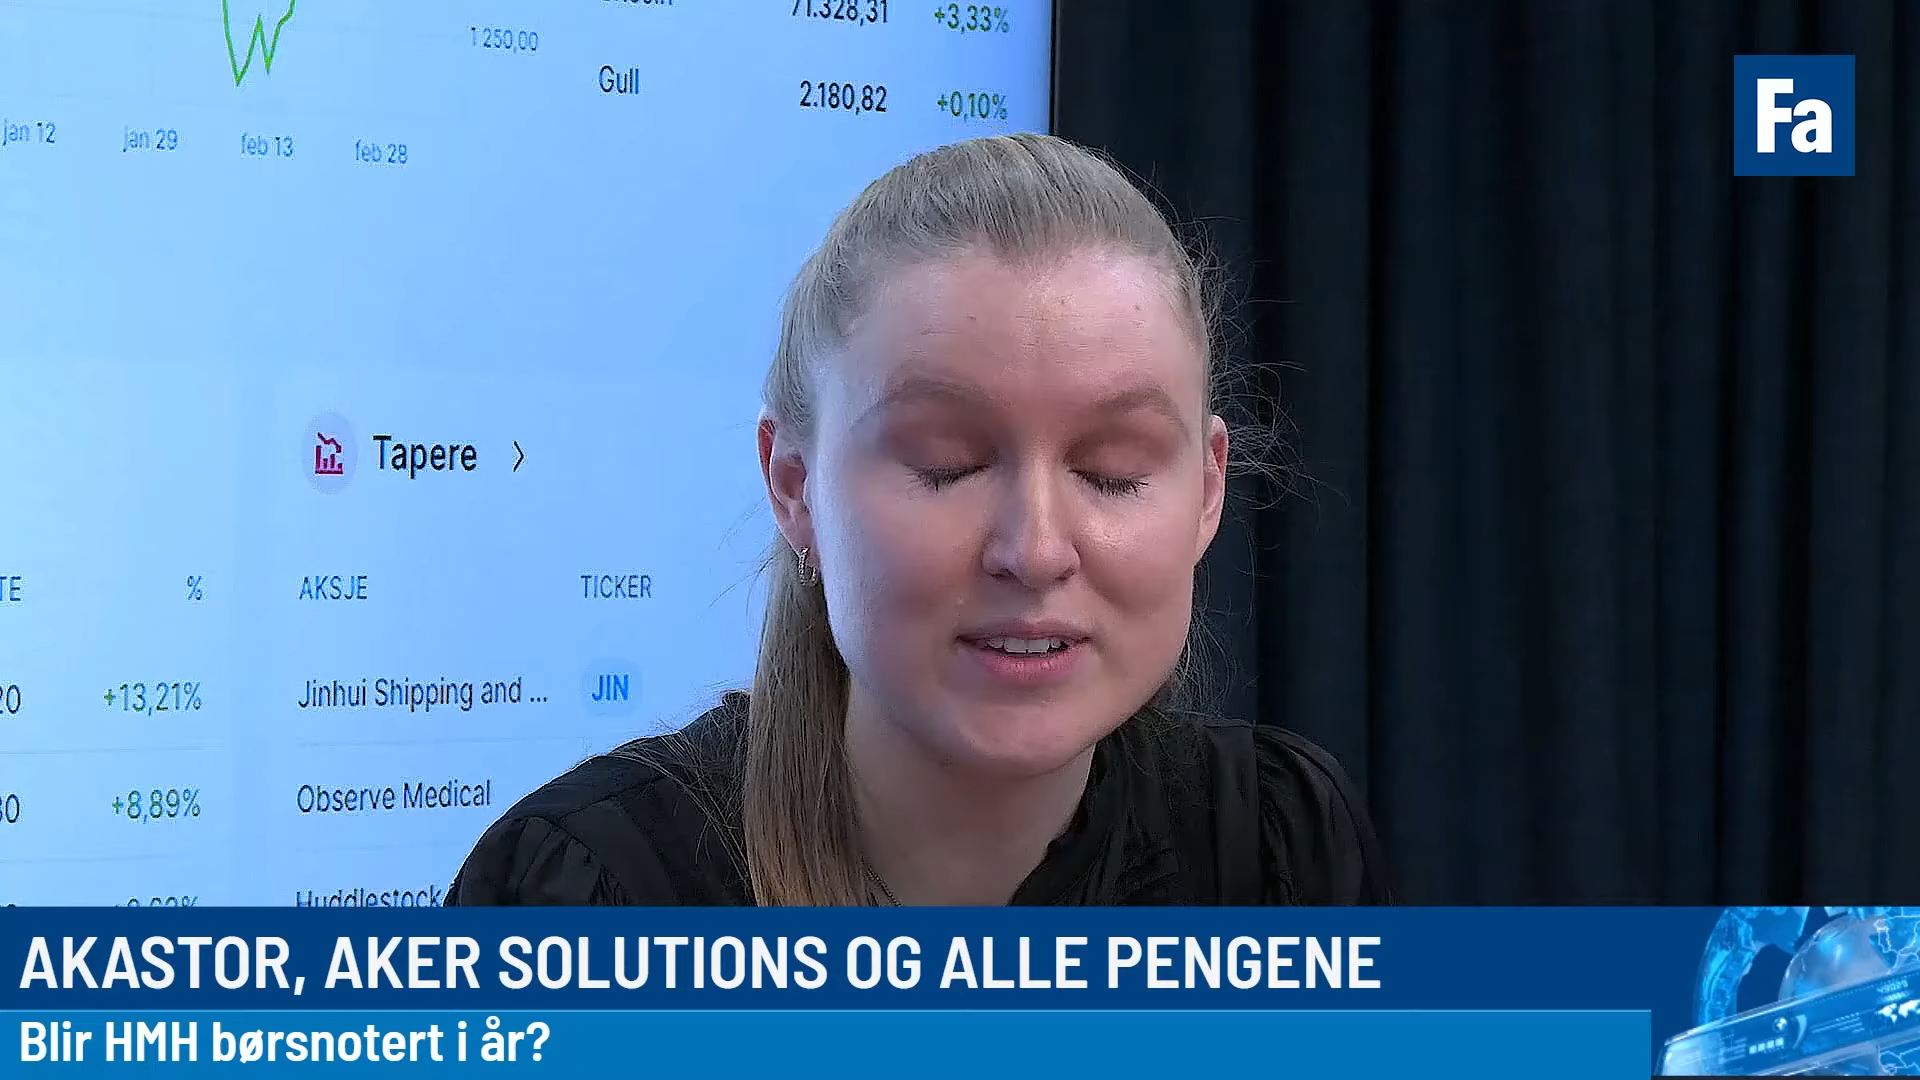 71.328,31 +3,33%
1 250,00
Gull 2.180,82 +0,10%
jan 12 jan 29 feb 13 feb 28
Fa
Tapere >
% AKSJE TICKER
+13,21% Jinhui Shipping and ... JIN
+8,89% Observe Medical
Huddlestock
AKASTOR, AKER SOLUTIONS OG ALLE PENGENE
Blir HMH børsnotert i år?